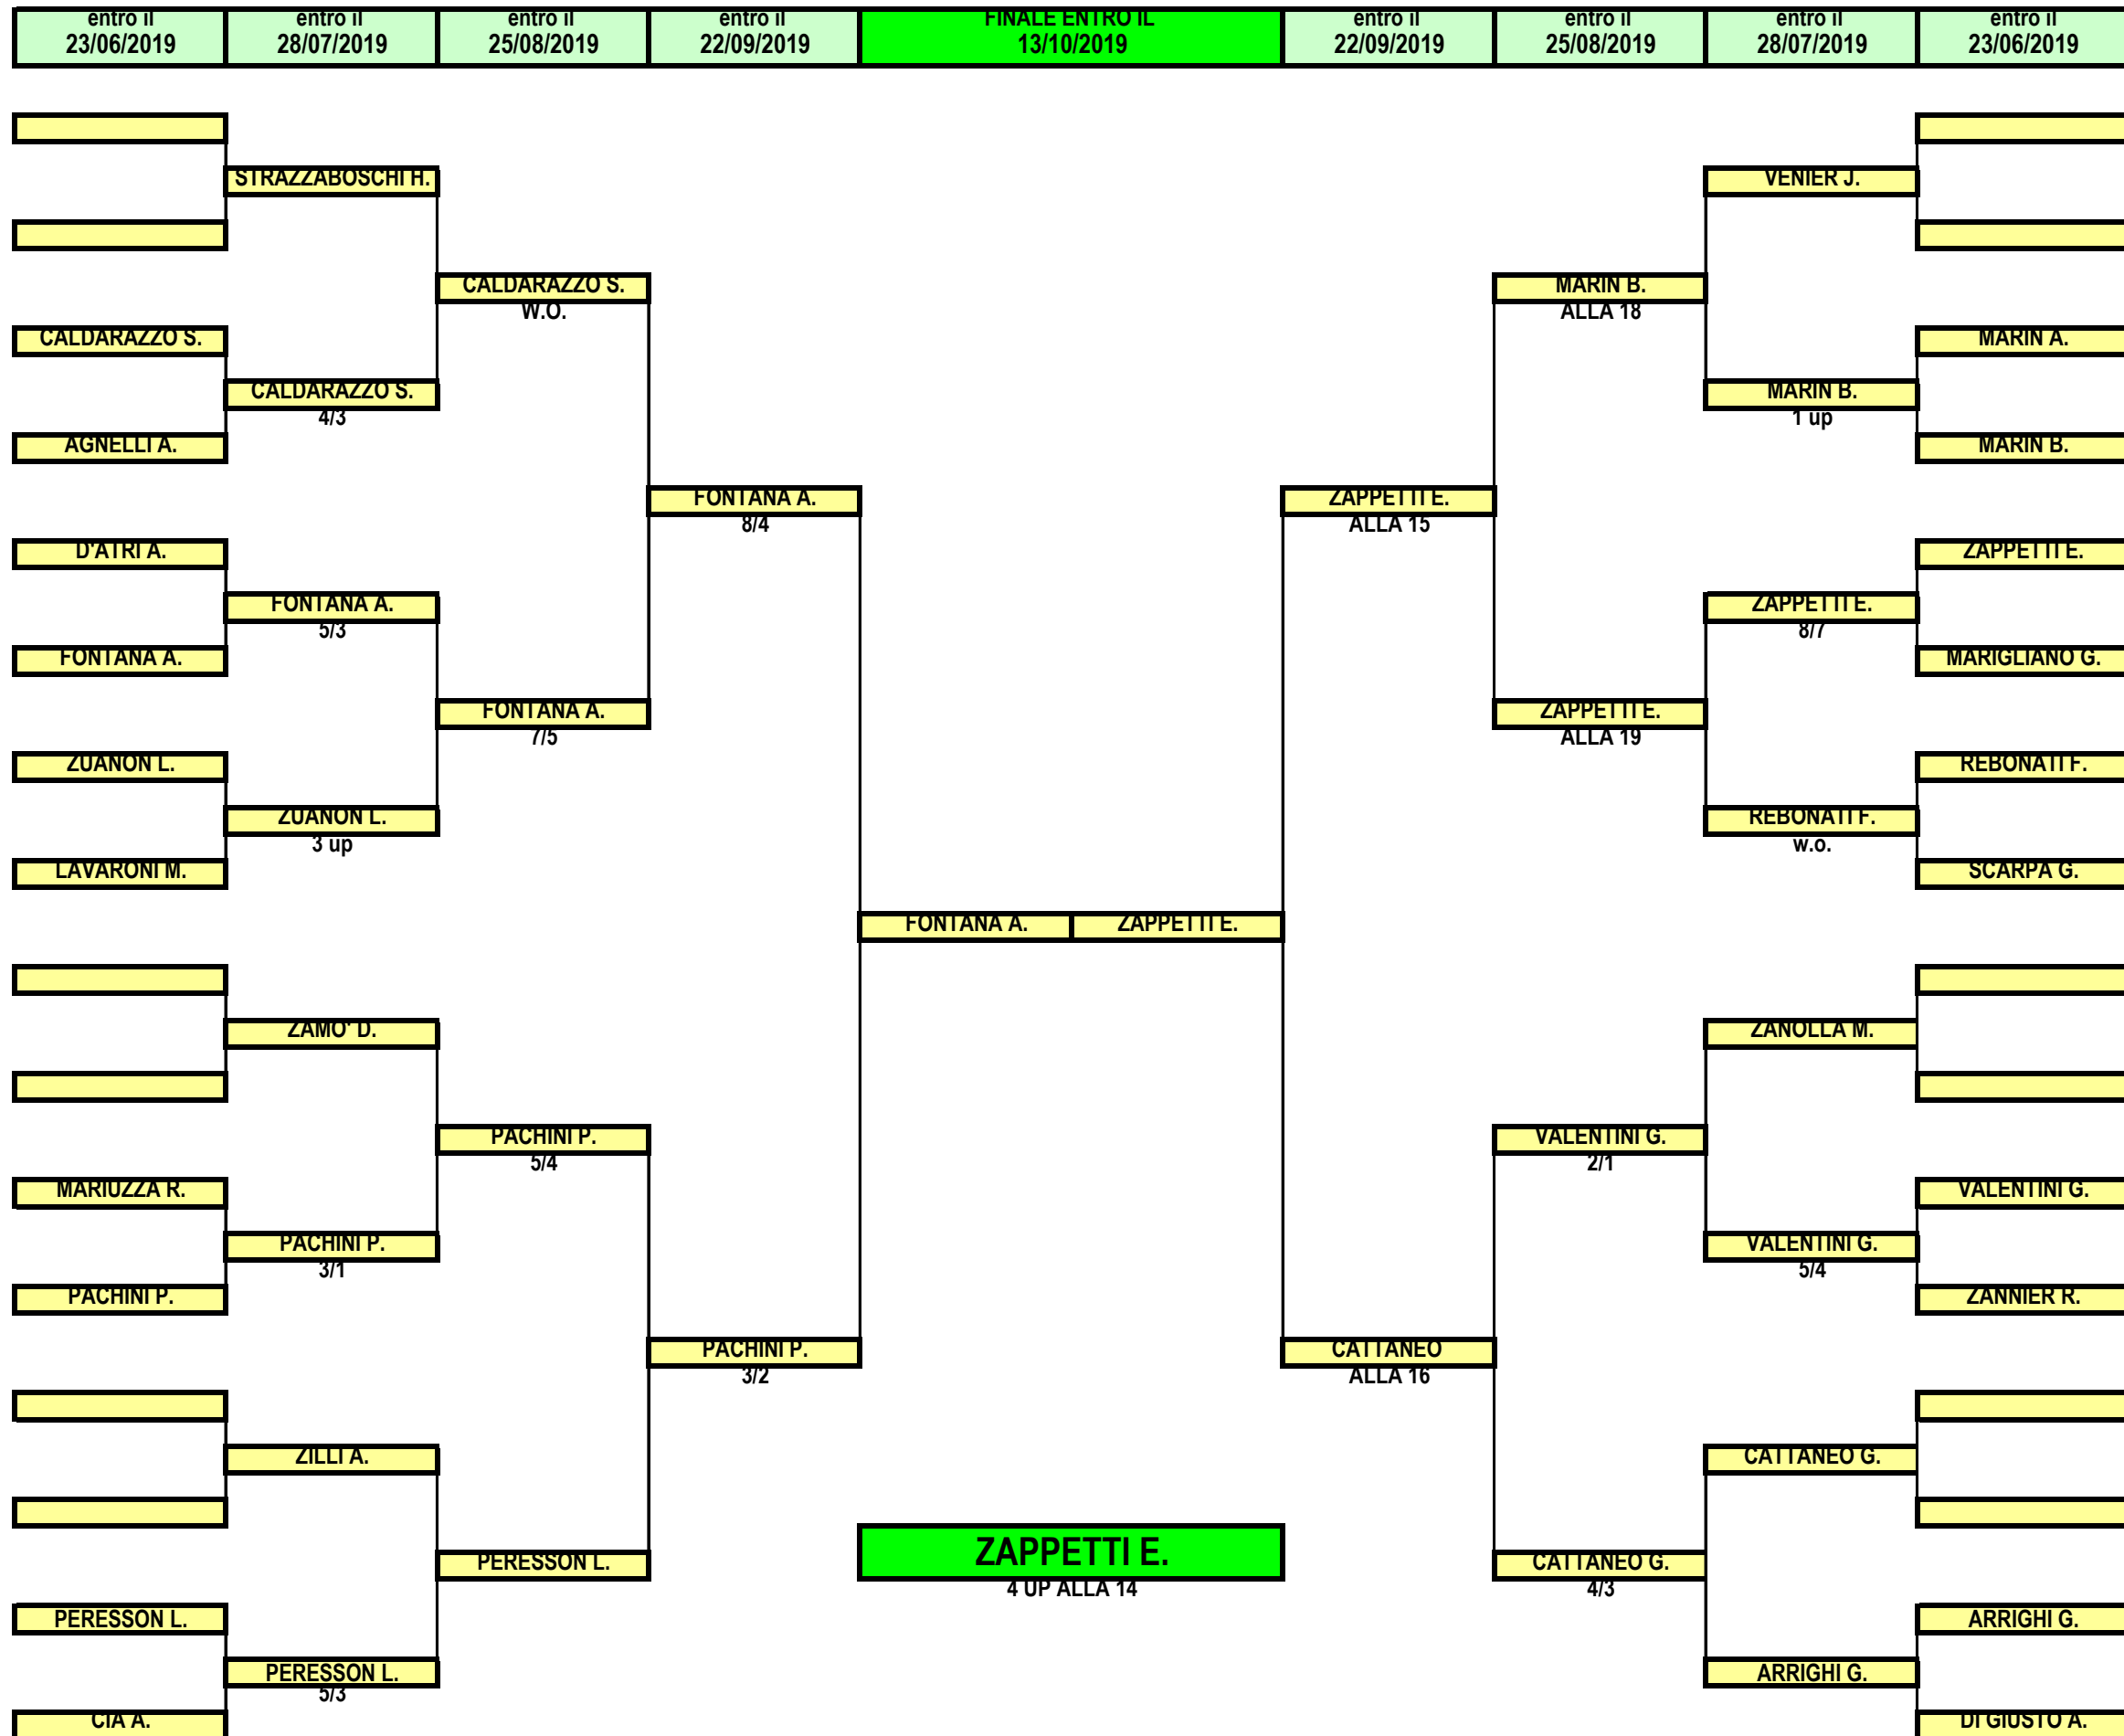 entro il entro il entro il entro il FINALE ENTRO IL entro il entro il entro il entro il
23/06/2019 28/07/2019 25/08/2019 22/09/2019 13/10/2019 22/09/2019 25/08/2019 28/07/2019 23/06/2019
STRAZZABOSCHI H. VENIER J.
CALDARAZZO S. MARIN B.
W.O. ALLA 18
CALDARAZZO S. MARIN A.
CALDARAZZO S. MARIN B.
4/3 1 up
AGNELLI A. MARIN B.
FONTANA A. ZAPPETTI E.
8/4 ALLA 15
D'ATRI A. ZAPPETTI E.
FONTANA A. ZAPPETTI E.
5/3 8/7
FONTANA A. MARIGLIANO G.
FONTANA A. ZAPPETTI E.
7/5 ALLA 19
ZUANON L. REBONATI F.
ZUANON L. REBONATI F.
3 up w.o.
LAVARONI M. SCARPA G.
FONTANA A. ZAPPETTI E.
ZAMO' D. ZANOLLA M.
PACHINI P. VALENTINI G.
5/4 2/1
MARIUZZA R. VALENTINI G.
PACHINI P. VALENTINI G.
3/1 5/4
PACHINI P. ZANNIER R.
PACHINI P. CATTANEO
3/2 ALLA 16
ZILLI A. CATTANEO G.
ZAPPETTI E.
PERESSON L. CATTANEO G.
4 UP ALLA 14 4/3
PERESSON L. ARRIGHI G.
PERESSON L. ARRIGHI G.
5/3
CIA A. DI GIUSTO A.